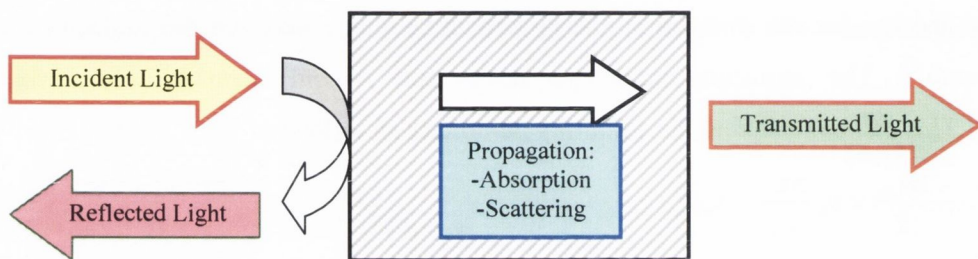 Incident Light
Reflected Light
Propagation:
-Absorption
-Scattering
Transmitted Light